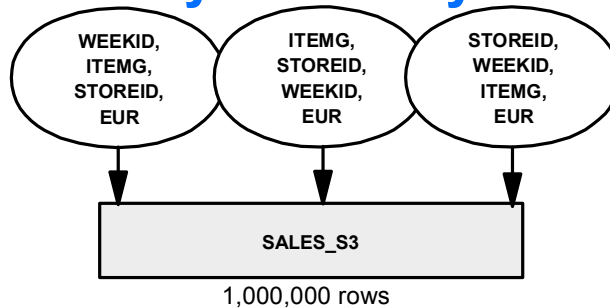 WEEKID,
ITEMG,
STOREID,
EUR
ITEMG,
STOREID,
WEEKID,
EUR
STOREID,
WEEKID,
ITEMG,
EUR
SALES_S3
1,000,000 rows